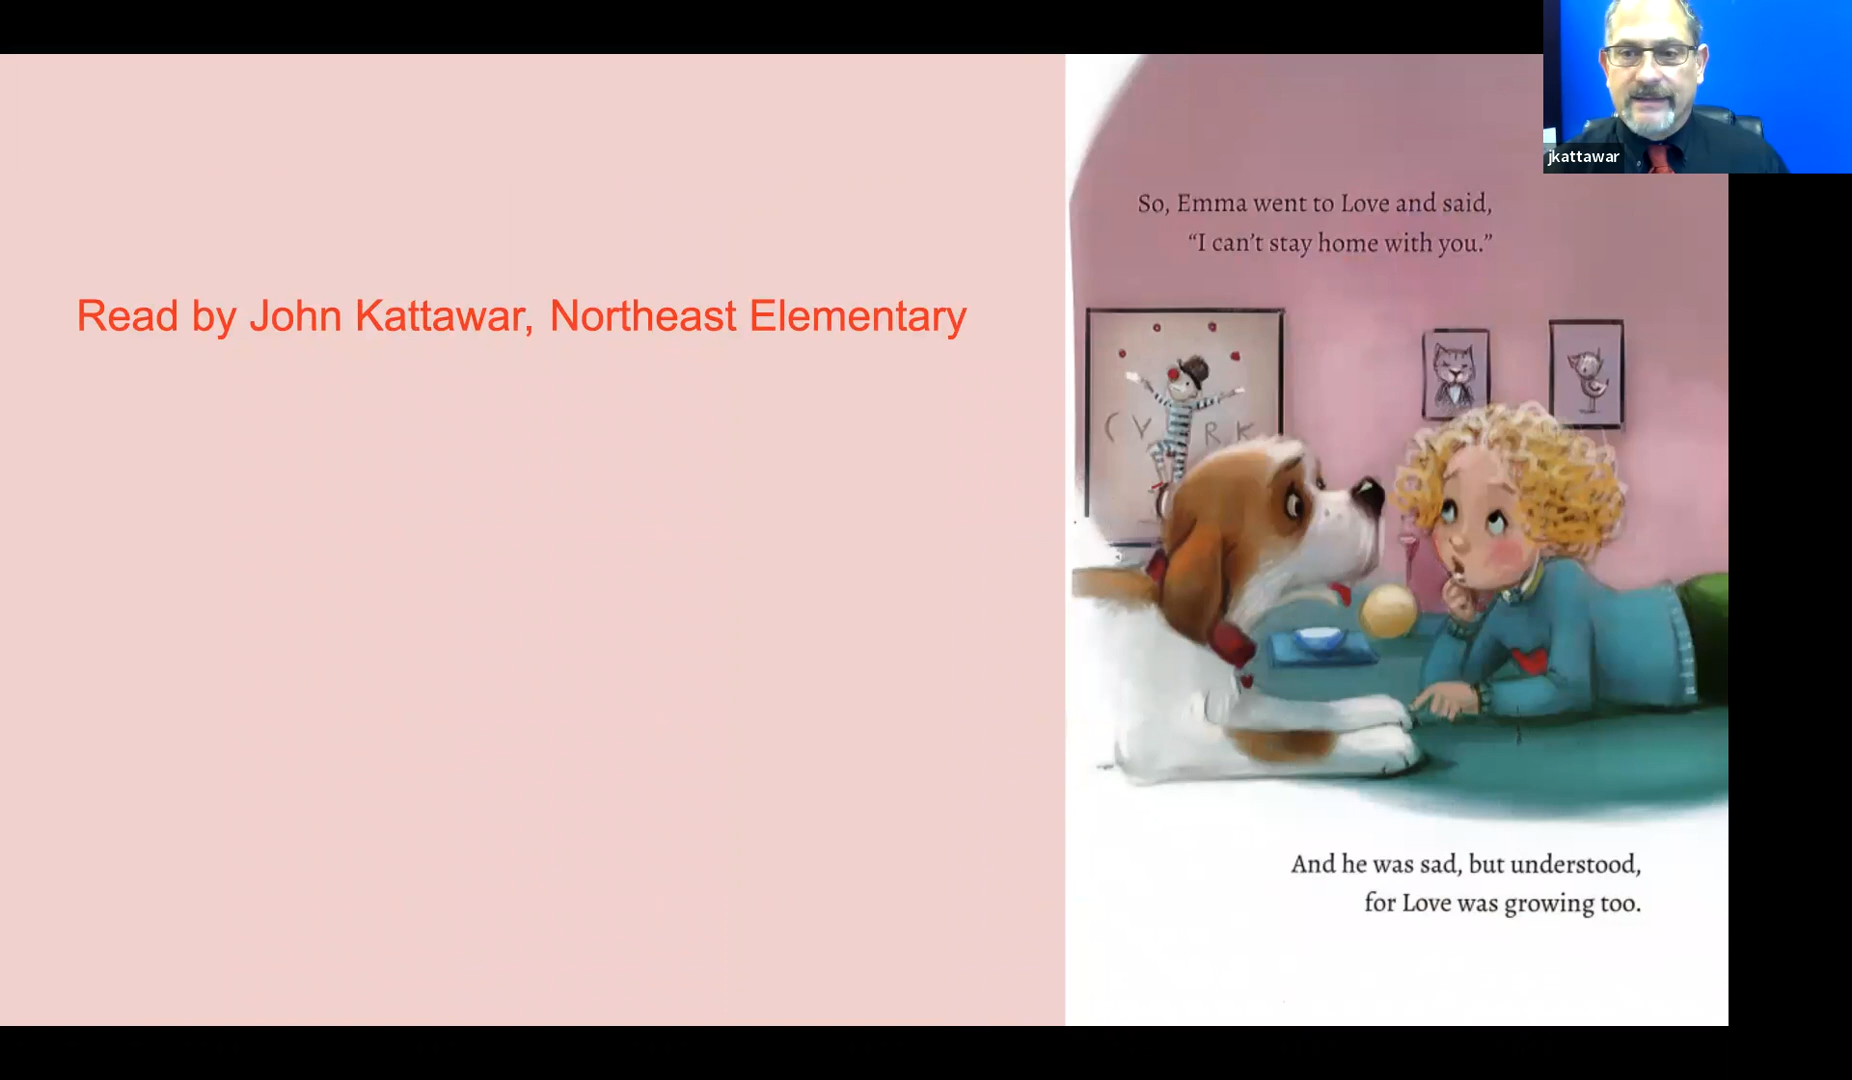 jkattawar
Read by John Kattawar, Northeast Elementary
So, Emma went to Love and said,
“I can’t stay home with you.”
C Y R K
And he was sad, but understood,
for Love was growing too.